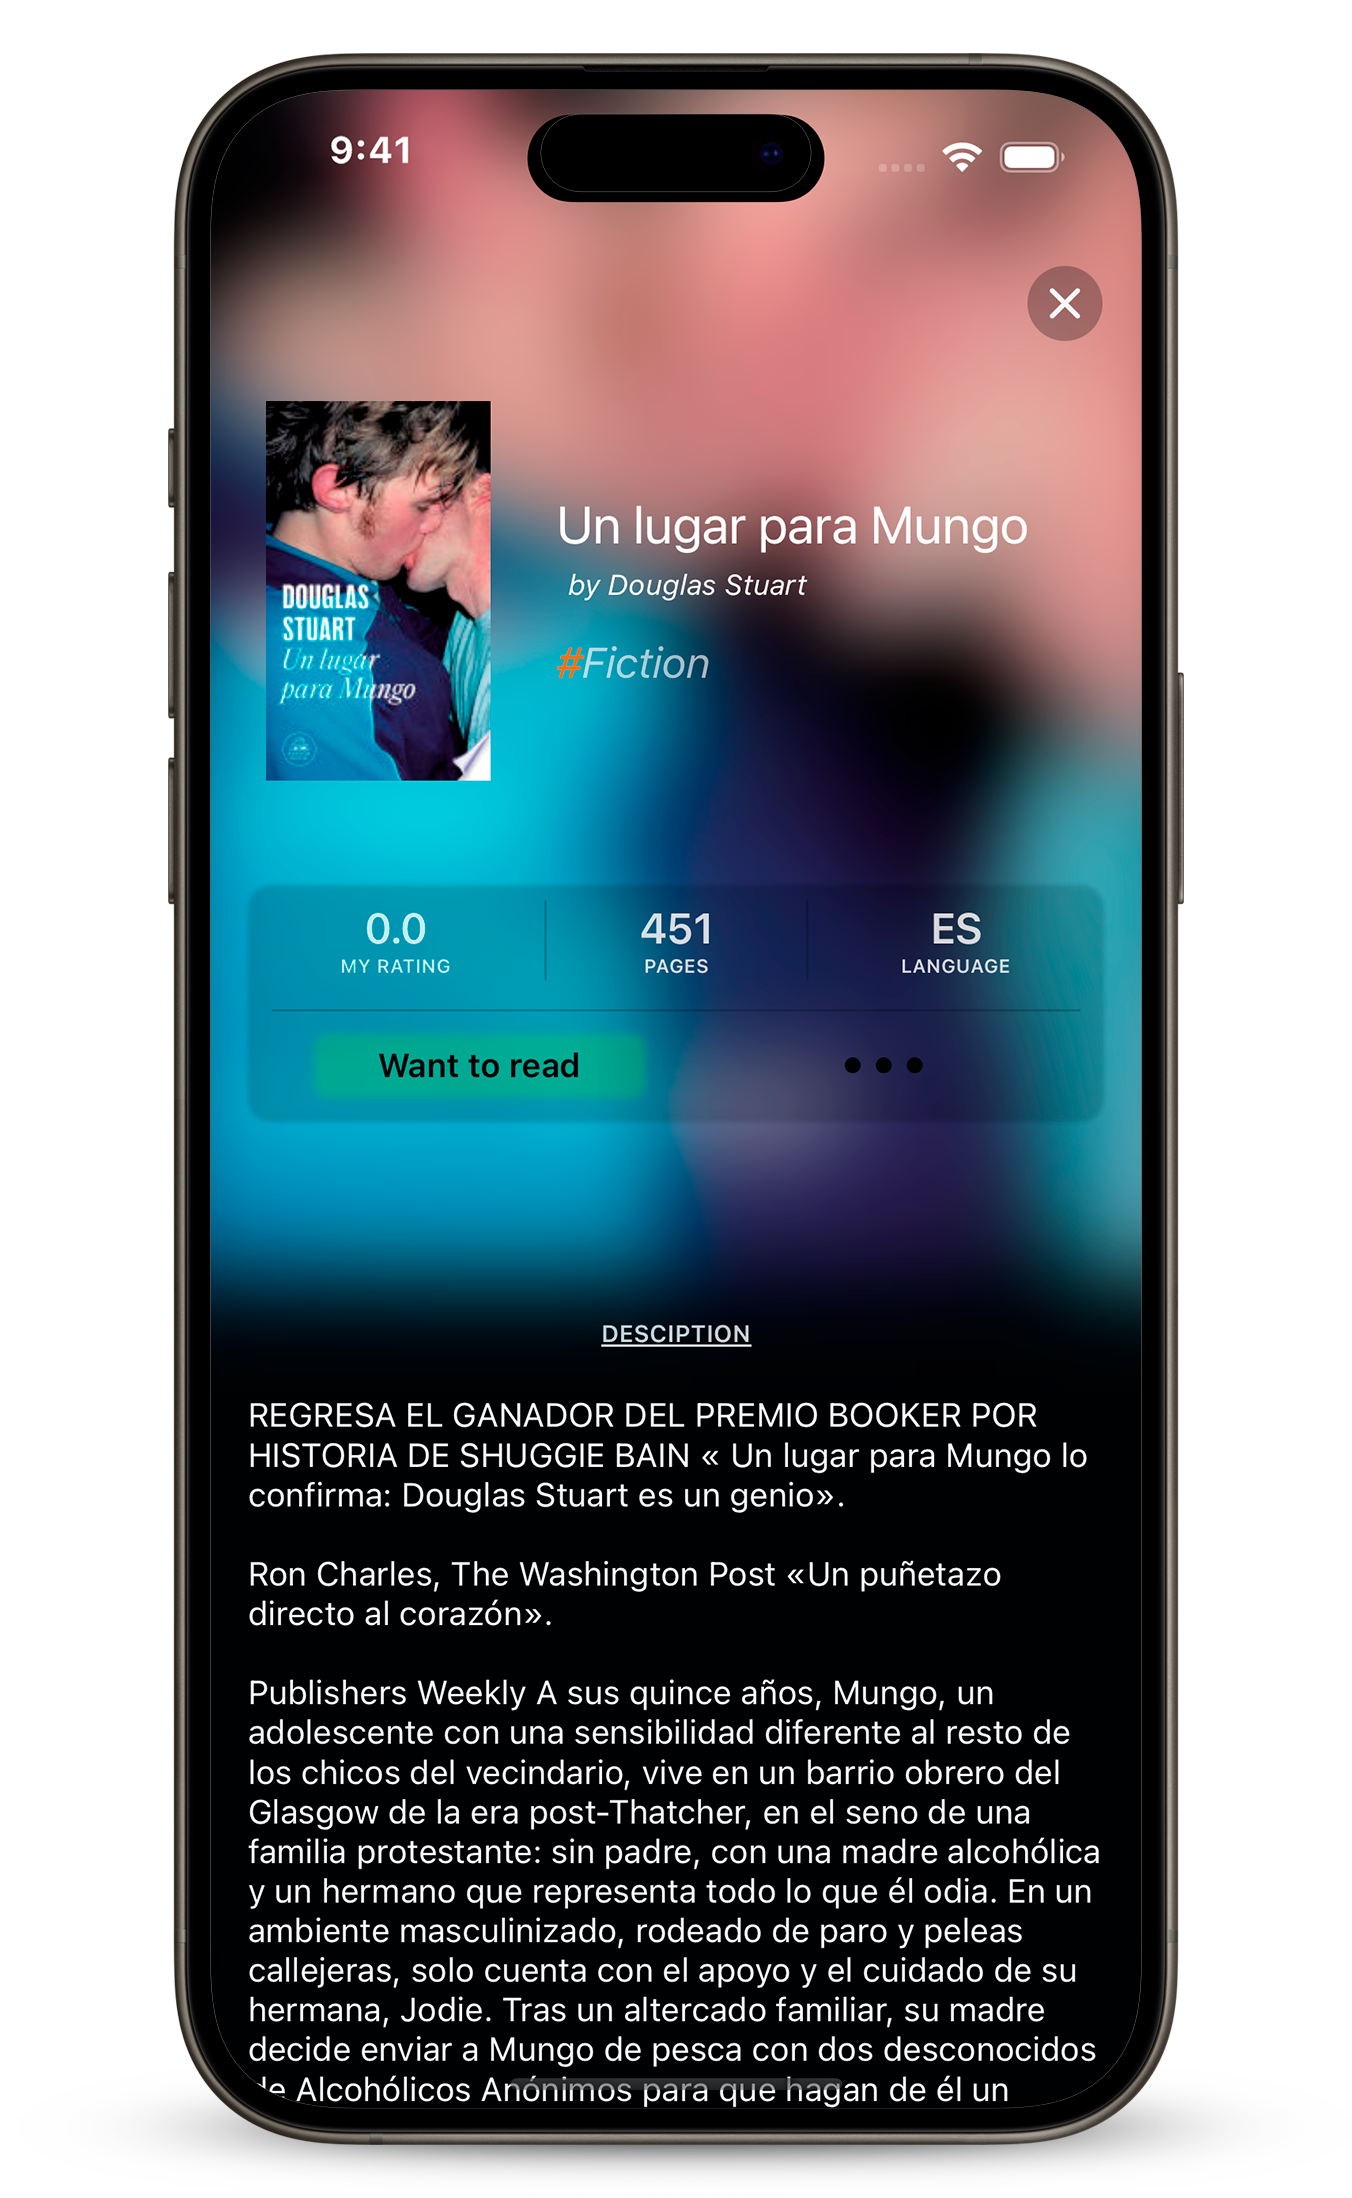 9:41
DOUGLAS
STUART
Un lugar
para Mungo
Un lugar para Mungo
by Douglas Stuart
#Fiction
0.0
MY RATING
451
PAGES
ES
LANGUAGE
Want to read
DESCIPTION
REGRESA EL GANADOR DEL PREMIO BOOKER POR
HISTORIA DE SHUGGIE BAIN « Un lugar para Mungo lo
confirma: Douglas Stuart es un genio».
Ron Charles, The Washington Post «Un puñetazo
directo al corazón».
Publishers Weekly A sus quince años, Mungo, un
adolescente con una sensibilidad diferente al resto de
los chicos del vecindario, vive en un barrio obrero del
Glasgow de la era post-Thatcher, en el seno de una
familia protestante: sin padre, con una madre alcohólica
y un hermano que representa todo lo que él odia. En un
ambiente masculinizado, rodeado de paro y peleas
callejeras, solo cuenta con el apoyo y el cuidado de su
hermana, Jodie. Tras un altercado familiar, su madre
decide enviar a Mungo de pesca con dos desconocidos
de Alcohólicos Anónimos para que hagan de él un